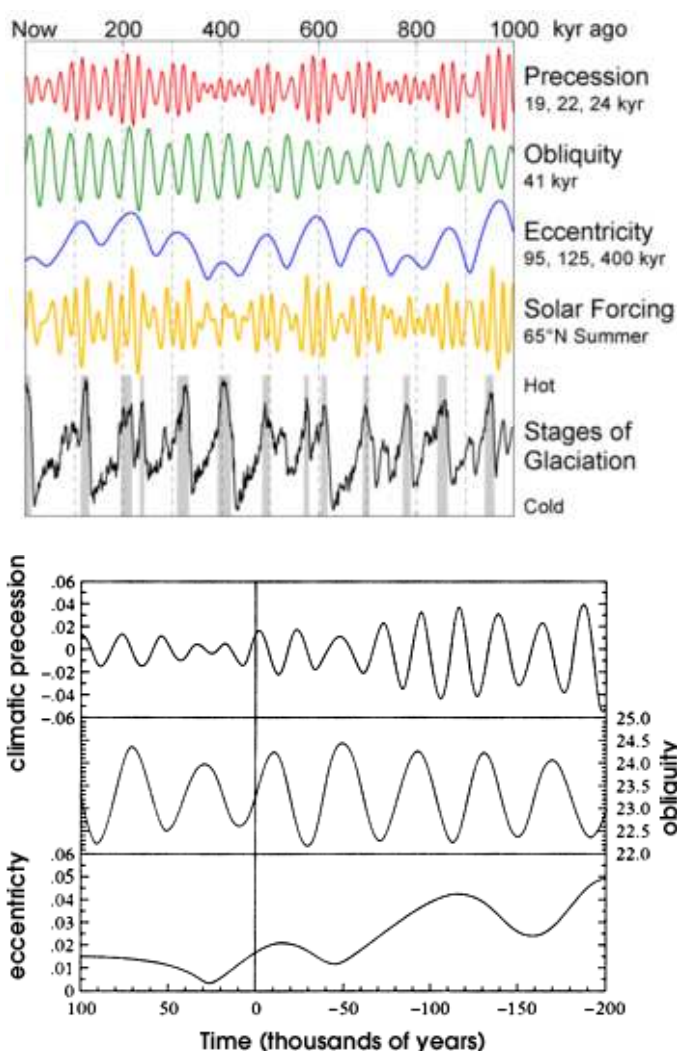 Now 200 400 600 800 1000 kyr ago
Precession
19, 22, 24 kyr
Obliquity
41 kyr
Eccentricity
95, 125, 400 kyr
Solar Forcing
65°N Summer
Hot
Stages of
Glaciation
Cold
climatic precession
.06
.04
.02
0
-.02
-.04
-.06
25.0
24.5
24.0
23.5
23.0
22.5
22.0
obliquity
eccentricty
.06
.05
.04
.03
.02
.01
0
100 50 0 -50 -100 -150 -200
Time (thousands of years)